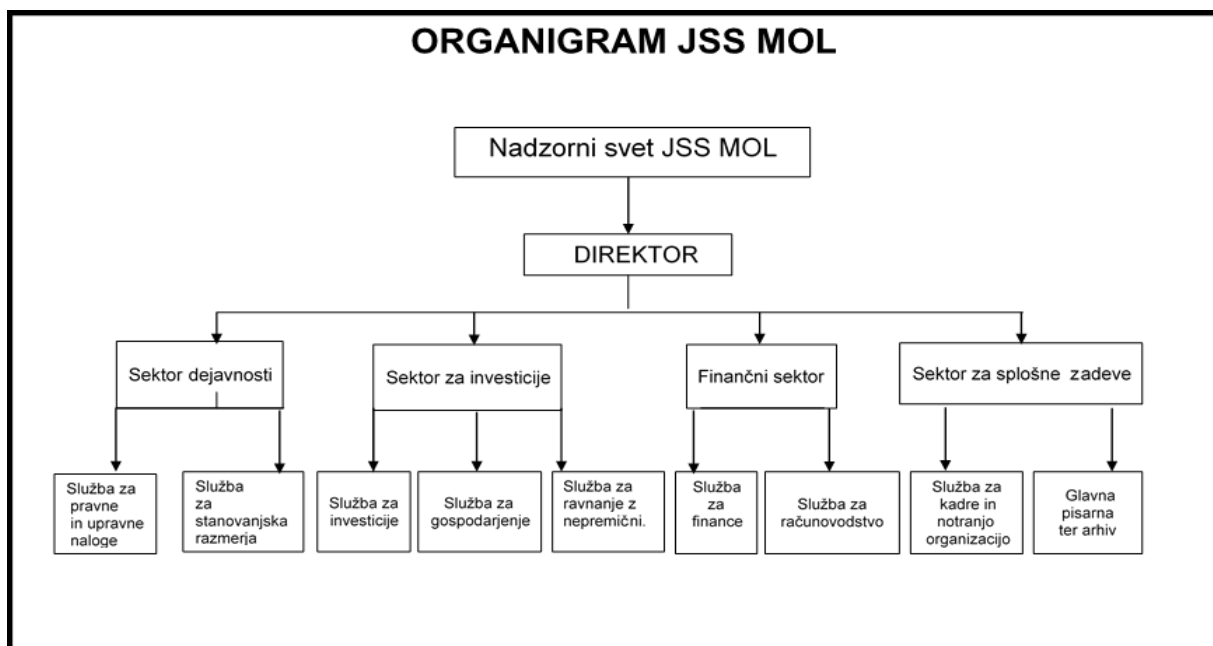 ORGANIGRAM JSS MOL
Nadzorni svet JSS MOL
DIREKTOR
Sektor dejavnosti
Sektor za investicije
Finančni sektor
Sektor za splošne zadeve
Služba za
pravne
in upravne
naloge
Služba
za
stanovanjska
razmerja
Služba za
investicije
Služba za
gospodarjenje
Služba za
ravnanje z
nepremični.
Služba
za
finance
Služba za
računovodstvo
Služba za
kadre in
notranjo
organizacijo
Glavna
pisarna
ter arhiv